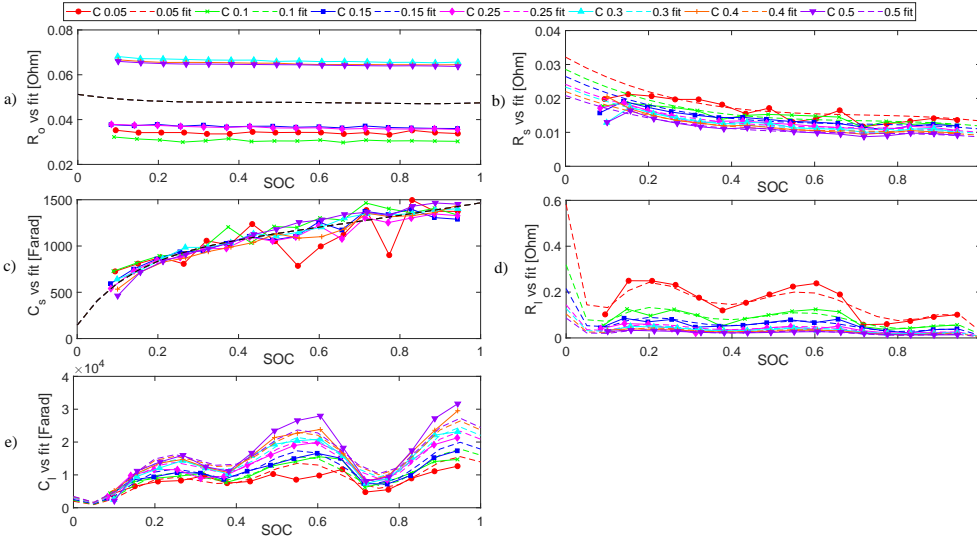 C 0.05 0.05 fit C 0.1 0.1 fit C 0.15 0.15 fit C 0.25 0.25 fit C 0.3 0.3 fit C 0.4 0.4 fit C 0.5 0.5 fit
a)
R_o vs fit [Ohm]
0.08
0.06
0.04
0.02
0 0.2 0.4 0.6 0.8 1
SOC
b)
R_s vs fit [Ohm]
0.04
0.03
0.02
0.01
0
0 0.2 0.4 0.6 0.8
SOC
c)
C_s vs fit [Farad]
1500
1000
500
0
0 0.2 0.4 0.6 0.8 1
SOC
d)
R_l vs fit [Ohm]
0.6
0.4
0.2
0
0 0.2 0.4 0.6 0.8
SOC
e)
C_l vs fit [Farad]
×10^4
4
3
2
1
0
0 0.2 0.4 0.6 0.8 1
SOC